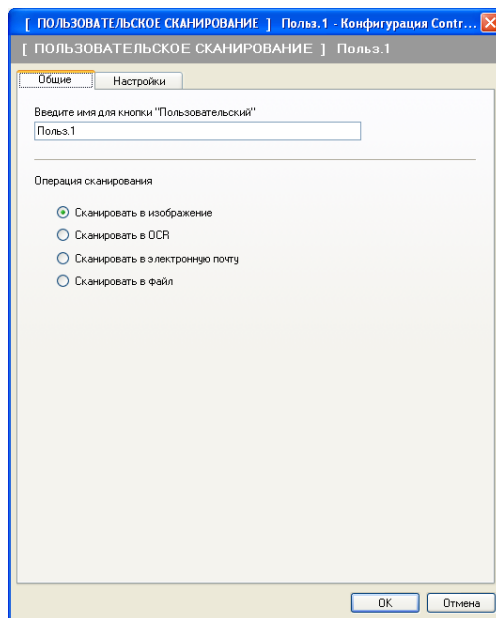 [ ПОЛЬЗОВАТЕЛЬСКОЕ СКАНИРОВАНИЕ ] Польз.1 - Конфигурация Contr...
[ ПОЛЬЗОВАТЕЛЬСКОЕ СКАНИРОВАНИЕ ] Польз.1
Общие Настройки
Введите имя для кнопки "Пользовательский"
Польз.1
Операция сканирования
Сканировать в изображение
Сканировать в OCR
Сканировать в электронную почту
Сканировать в файл
OK Отмена